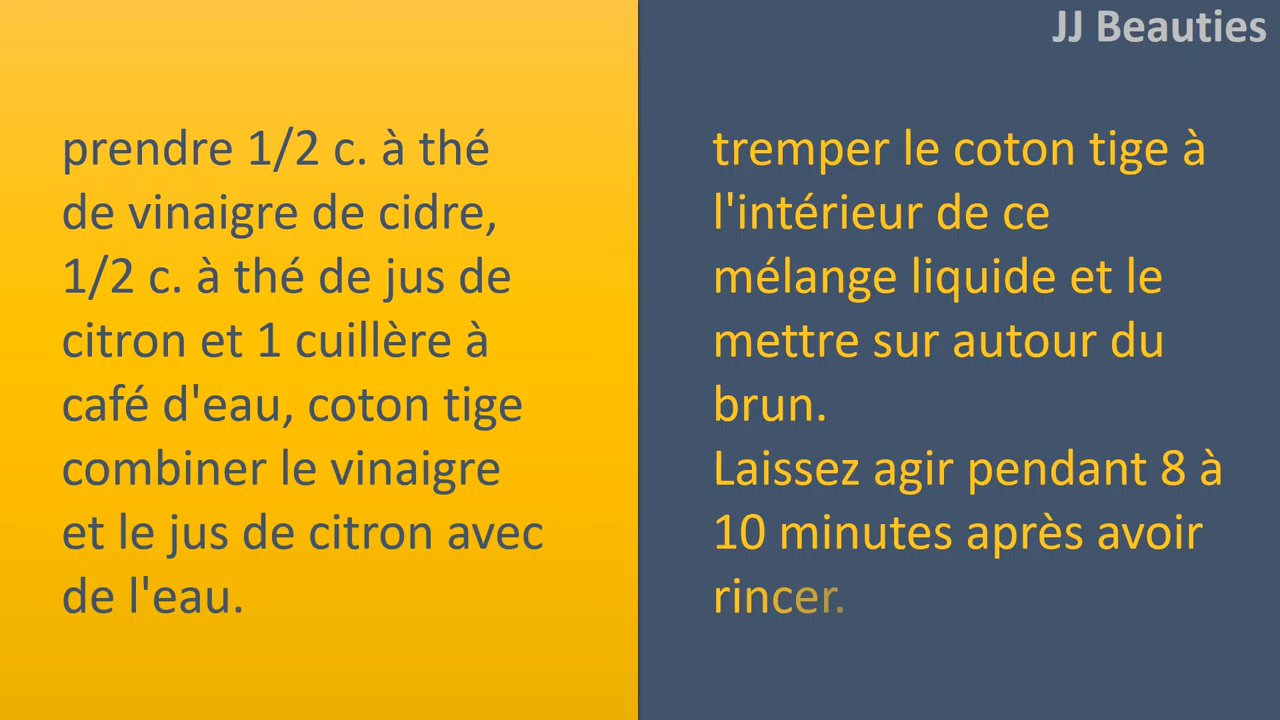 JJ Beauties
prendre 1/2 c. à thé
de vinaigre de cidre,
1/2 c. à thé de jus de
citron et 1 cuillère à
café d'eau, coton tige
combiner le vinaigre
et le jus de citron avec
de l'eau.
tremper le coton tige à
l'intérieur de ce
mélange liquide et le
mettre sur autour du
brun.
Laissez agir pendant 8 à
10 minutes après avoir
rincer.